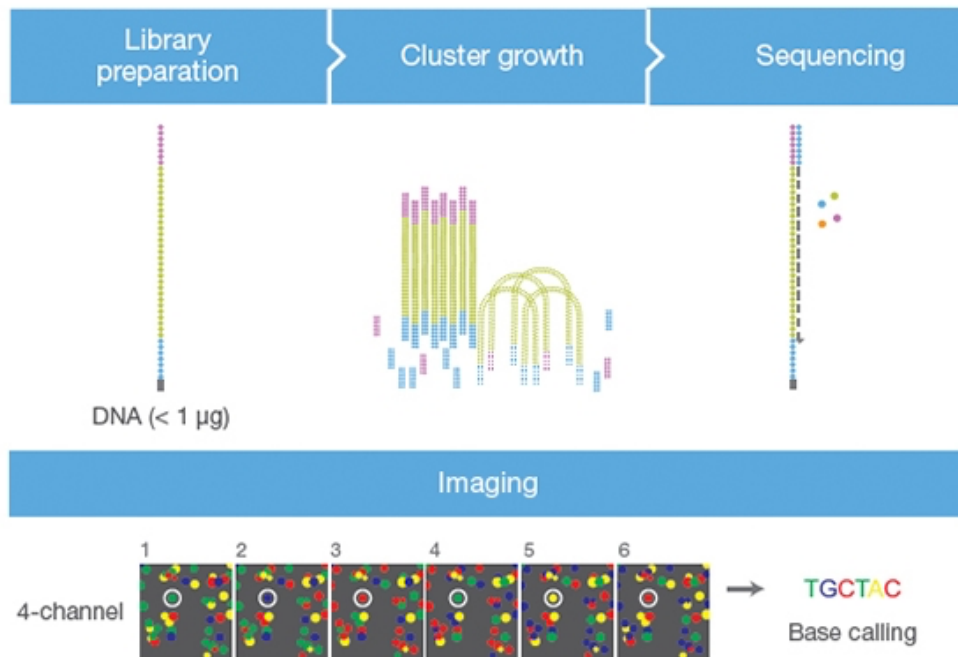 Library
preparation
Cluster growth
Sequencing
DNA (< 1 µg)
Imaging
1 2 3 4 5 6
4-channel
TGCTAC
Base calling